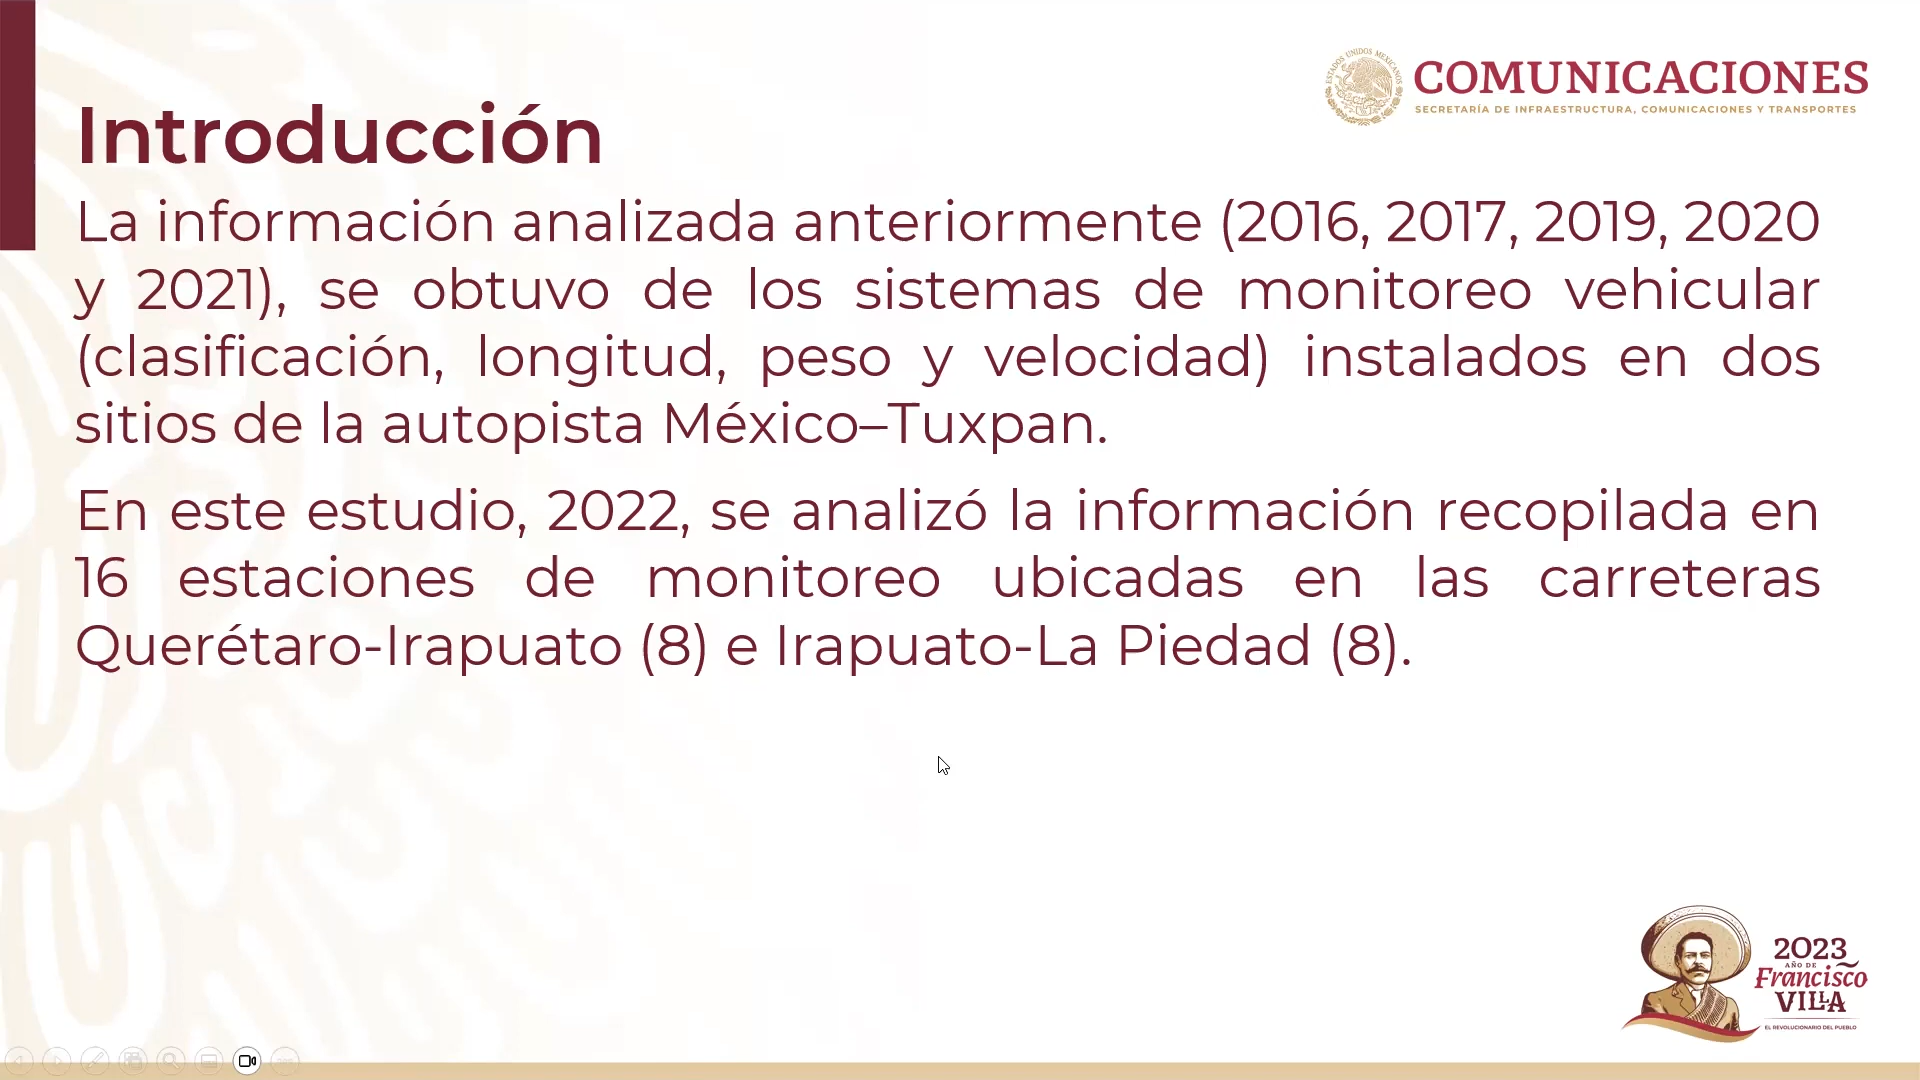 ESTADOS UNIDOS MEXICANOS
COMUNICACIONES
SECRETARÍA DE INFRAESTRUCTURA, COMUNICACIONES Y TRANSPORTES
Introducción
La información analizada anteriormente (2016, 2017, 2019, 2020
y 2021), se obtuvo de los sistemas de monitoreo vehicular
(clasificación, longitud, peso y velocidad) instalados en dos
sitios de la autopista México–Tuxpan.
En este estudio, 2022, se analizó la información recopilada en
16 estaciones de monitoreo ubicadas en las carreteras
Querétaro-Irapuato (8) e Irapuato-La Piedad (8).
2023
AÑO DE
Francisco
VILLA
EL REVOLUCIONARIO DEL PUEBLO